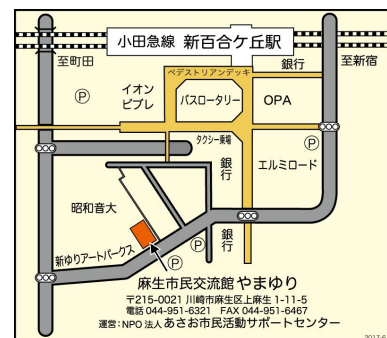 小田急線 新百合ケ丘駅
至町田
至新宿
ペデストリアンデッキ
銀行
イオン
ビブレ
バスロータリー
OPA
タクシー乗場
銀行
エルミロード
昭和音大
新ゆりアートパークス
銀行
P
P
P
P
麻生市民交流館 やまゆり
〒215-0021 川崎市麻生区上麻生 1-11-5
電話 044-951-6321 FAX 044-951-6467
運営：NPO 法人 あさお市民活動サポートセンター